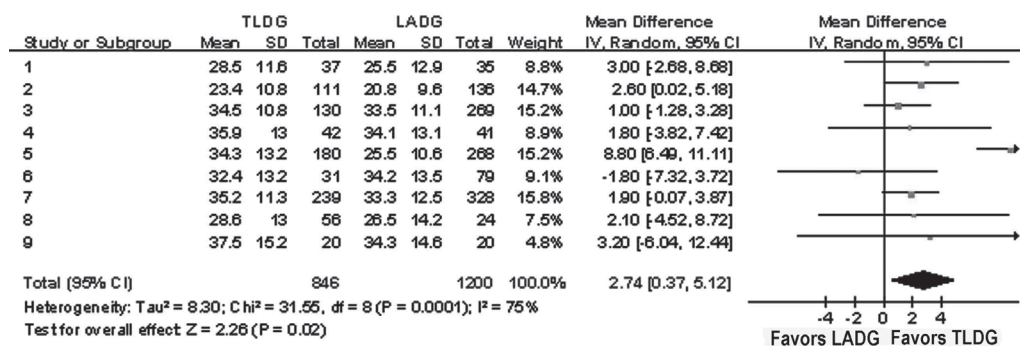 TLDG LADG Mean Difference Mean Difference
Study or Subgroup Mean SD Total Mean SD Total Weight IV, Random, 95% CI IV, Random, 95% CI
1 28.5 11.6 37 25.5 12.9 35 8.8% 3.00 [-2.68, 8.68]
2 23.4 10.8 111 20.8 9.6 136 14.7% 2.60 [0.02, 5.18]
3 34.5 10.8 130 33.5 11.1 269 15.2% 1.00 [-1.28, 3.28]
4 35.9 13 42 34.1 13.1 41 8.9% 1.80 [-3.82, 7.42]
5 34.3 13.2 180 25.5 10.6 268 15.2% 8.80 [6.49, 11.11]
6 32.4 13.2 31 34.2 13.5 79 9.1% -1.80 [-7.32, 3.72]
7 35.2 11.3 239 33.3 12.5 328 15.8% 1.90 [-0.07, 3.87]
8 28.6 13 56 26.5 14.2 24 7.5% 2.10 [-4.52, 8.72]
9 37.5 15.2 20 34.3 14.6 20 4.8% 3.20 [-6.04, 12.44]
Total (95% CI) 846 1200 100.0% 2.74 [0.37, 5.12]
Heterogeneity: Tau² = 8.30; Chi² = 31.55, df = 8 (P = 0.0001); I² = 75%
Test for overall effect: Z = 2.26 (P = 0.02)
-4 -2 0 2 4
Favors LADG Favors TLDG